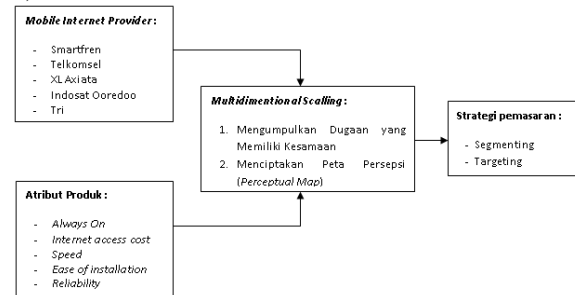 Mobile Internet Provider :
- Smartfren
- Telkomsel
- XL Axiata
- Indosat Ooredoo
- Tri
Multidimentional Scalling :
1. Mengumpulkan Dugaan yang
Memiliki Kesamaan
2. Menciptakan Peta Persepsi
(Perceptual Map)
Strategi pemasaran :
- Segmenting
- Targeting
Atribut Produk :
- Always On
- Internet access cost
- Speed
- Ease of installation
- Reliability